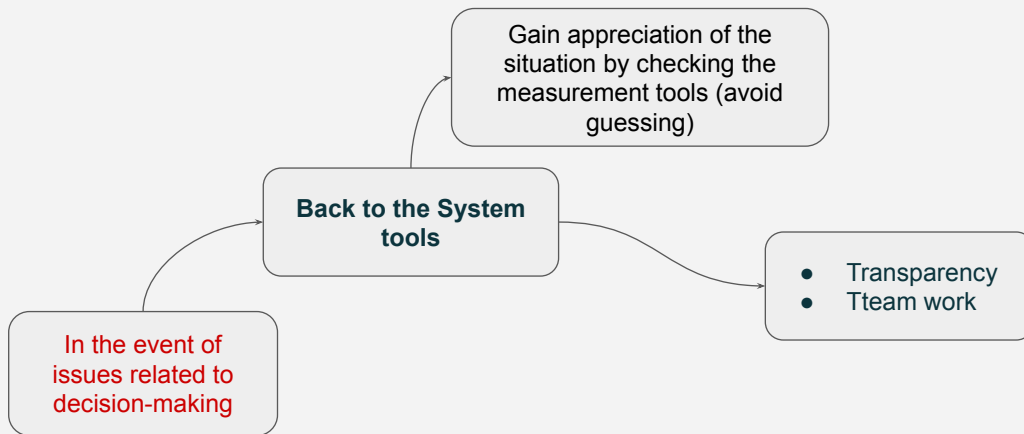 Gain appreciation of the
situation by checking the
measurement tools (avoid
guessing)
Back to the System
tools
● Transparency
● Tteam work
In the event of
issues related to
decision-making